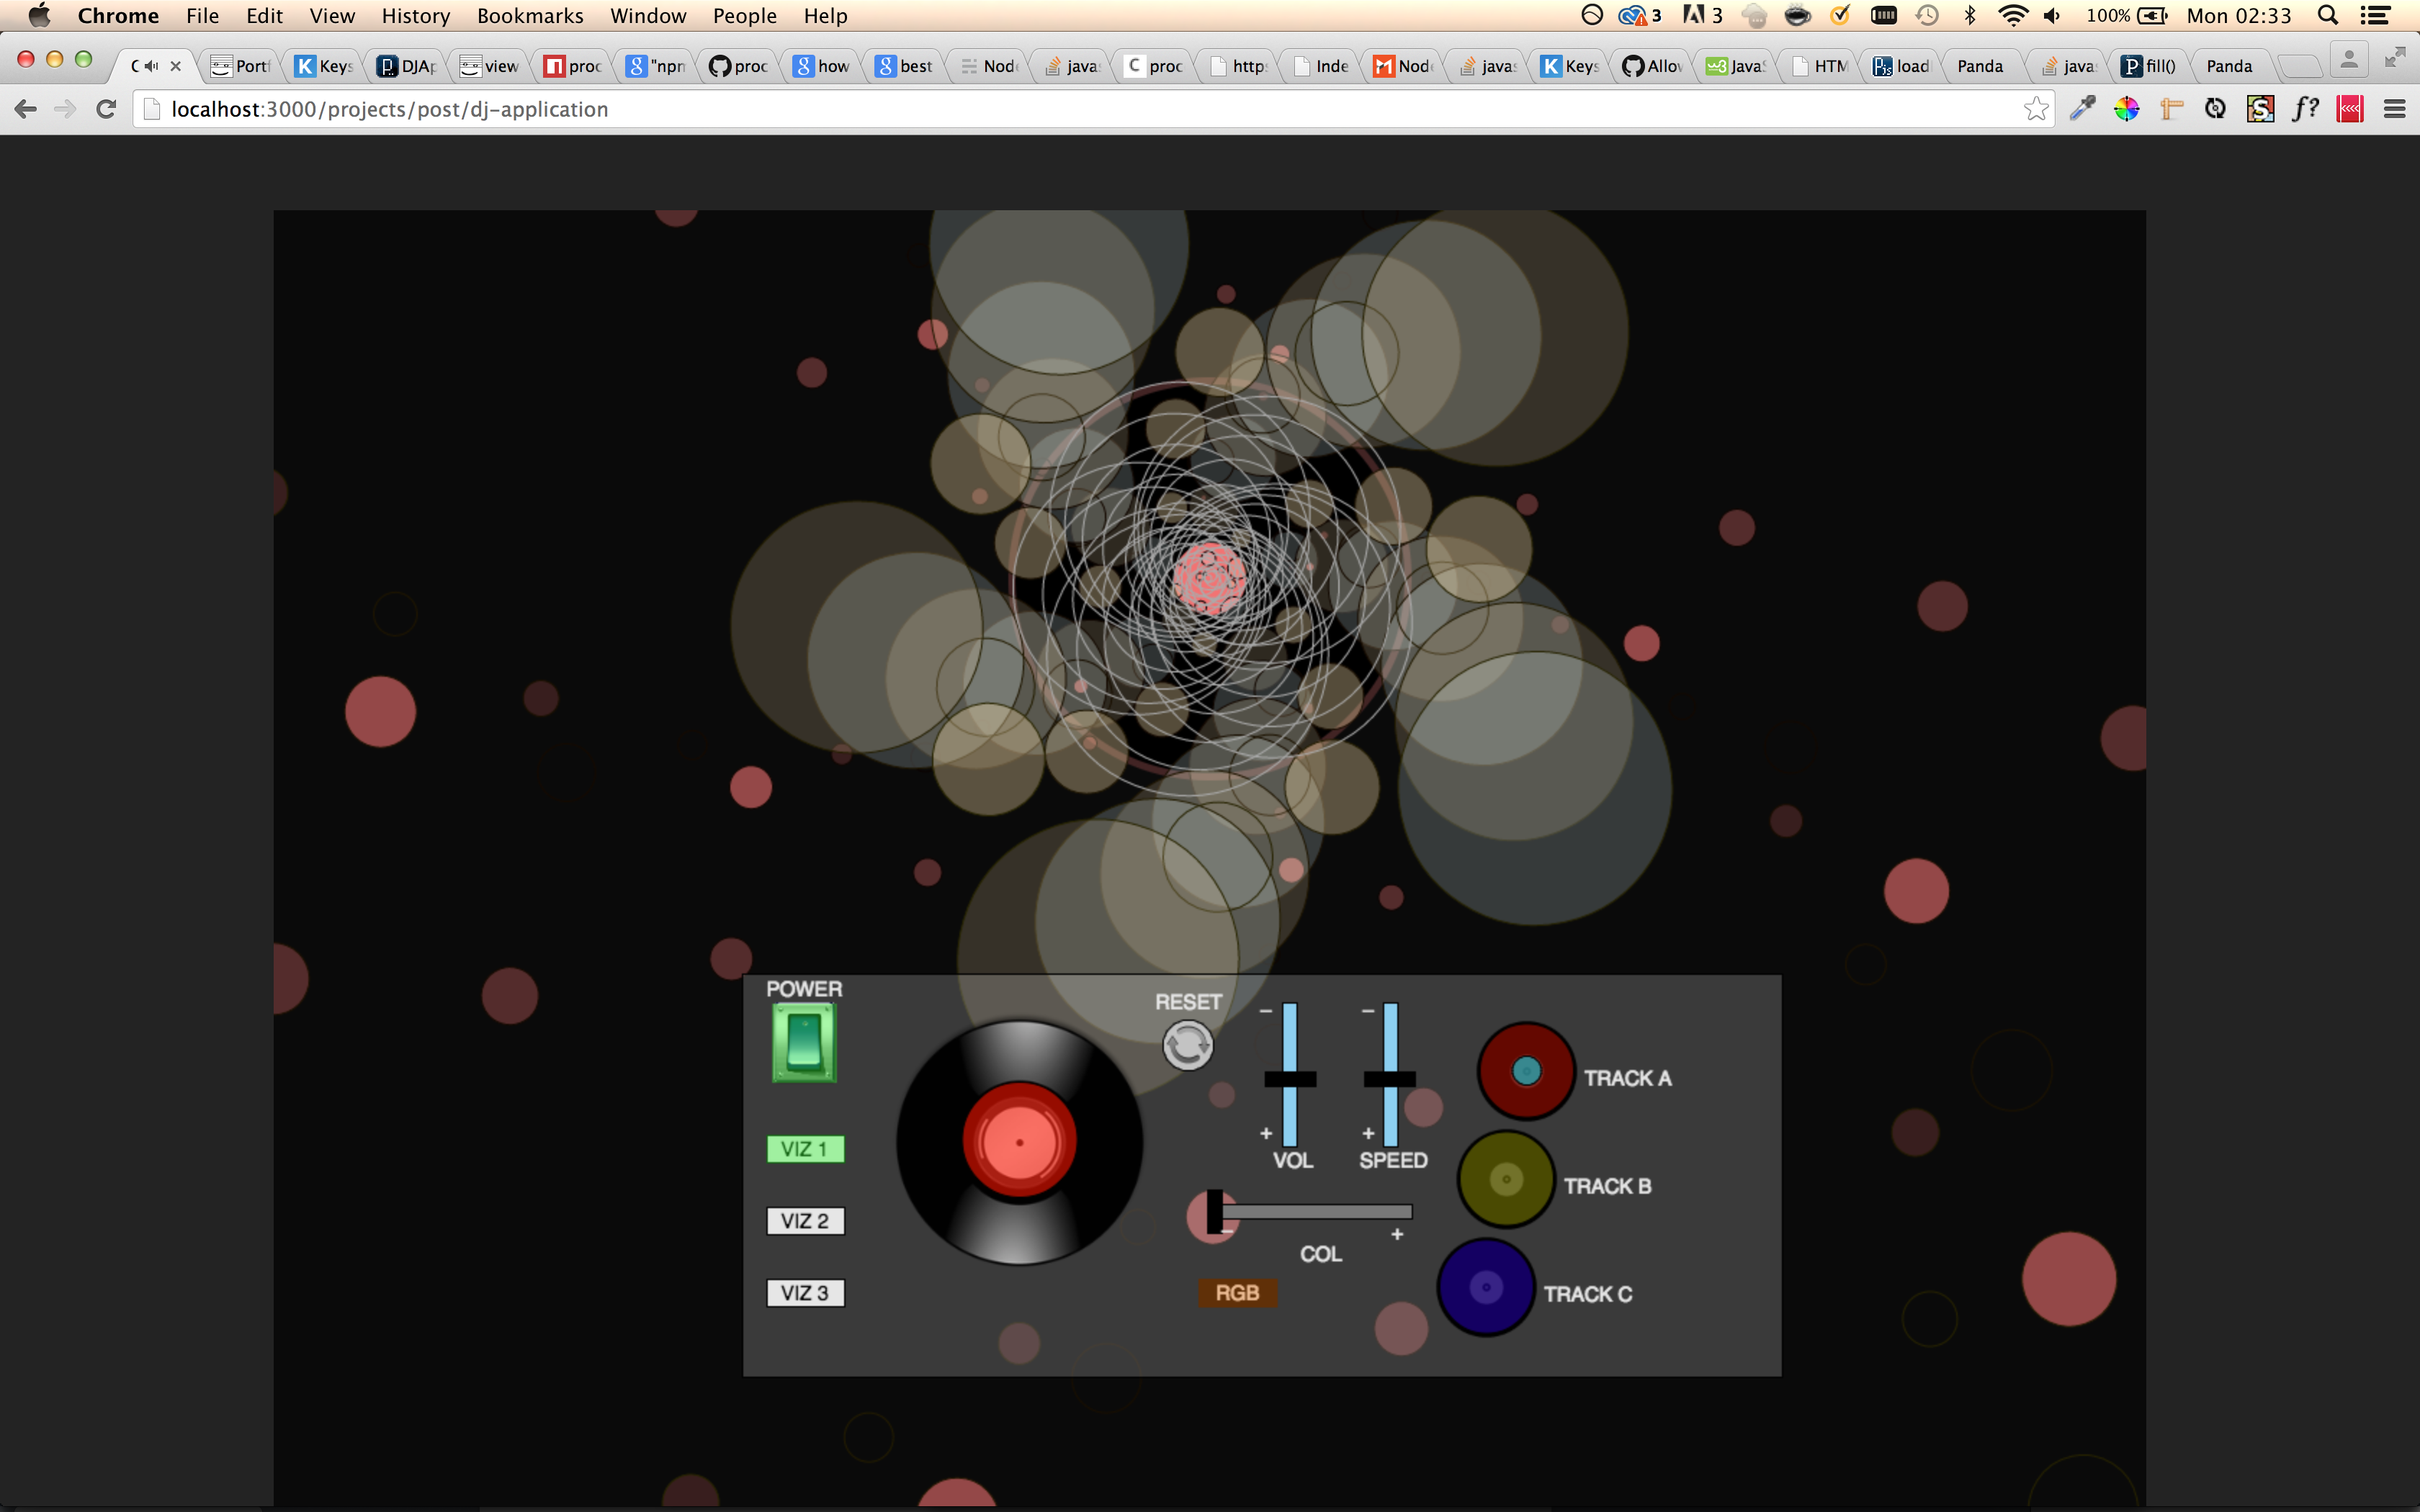 Chrome File Edit View History Bookmarks Window People Help 3 3 100% Mon 02:33
C Portf Keys DJAp view proc "npm proc how best Node java proc http Inde Node javas Keys Allov JavaS HTM load Panda java fill() Panda
localhost:3000/projects/post/dj-application f?
POWER
RESET
− −
TRACK A
+ +
VIZ 1
VOL SPEED
TRACK B
VIZ 2
− +
COL
VIZ 3
RGB
TRACK C